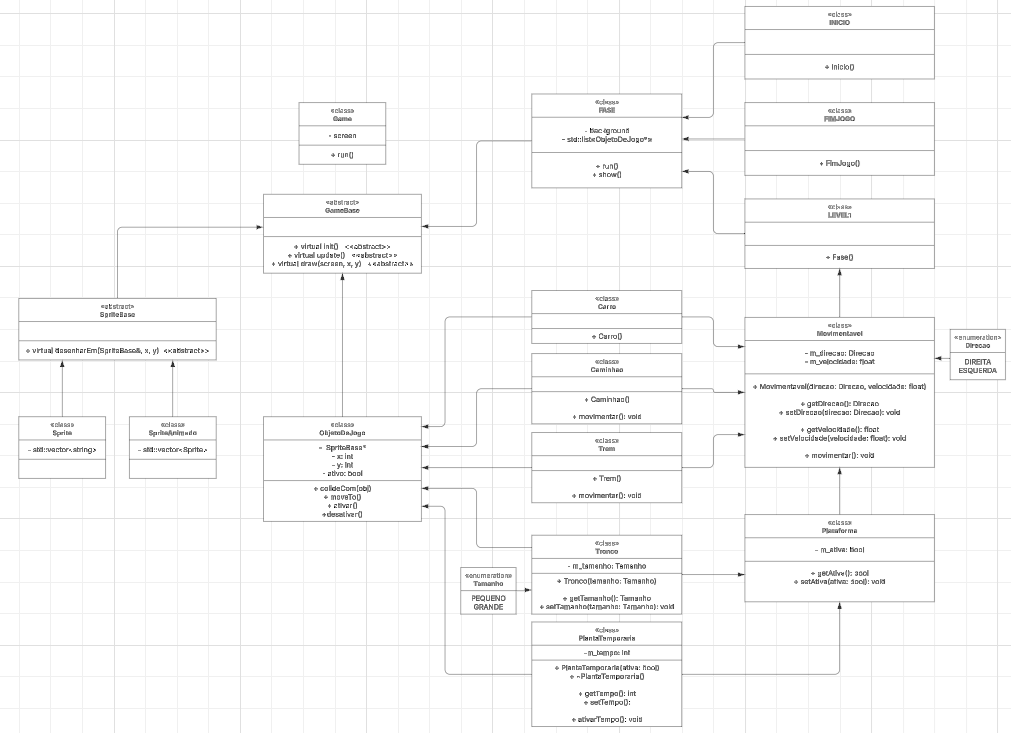 «class»
INICIO
+ Inicio()
«class»
Game
- screen
+ run()
«class»
FASE
- background
- std::list<ObjetoDeJogo*>
+ run()
+ show()
«class»
FIMJOGO
+ FimJogo()
«abstract»
GameBase
+ virtual init() <<abstract>>
+ virtual update() <<abstract>>
+ virtual draw(screen, x, y) <<abstract>>
«class»
LEVEL1
+ Fase()
«abstract»
SpriteBase
+ virtual desenharEm(SpriteBase&, x, y) <<abstract>>
«class»
Carro
+ Carro()
«class»
Movimentavel
- m_direcao: Direcao
- m_velocidade: float
+ Movimentavel(direcao: Direcao, velocidade: float)
+ getDirecao(): Direcao
+ setDirecao(direcao: Direcao): void
+ getVelocidade(): float
+ setVelocidade(velocidade: float): void
+ movimentar(): void
«enumeration»
Direcao
DIREITA
ESQUERDA
«class»
Caminhao
+ Caminhao()
+ movimentar(): void
«class»
Sprite
- std::vector<string>
«class»
SpriteAnimado
- std::vector<Sprite>
«class»
ObjetoDeJogo
- SpriteBase*
- x: int
- y: int
- ativo: bool
+ colideCom(obj)
+ moveTo()
+ ativar()
+desativar()
«class»
Trem
+ Trem()
+ movimentar(): void
«class»
Plataforma
- m_ativa: bool
+ getAtiva(): bool
+ setAtiva(ativa: bool): void
«class»
Tronco
- m_tamanho: Tamanho
+ Tronco(tamanho: Tamanho)
+ getTamanho(): Tamanho
+ setTamanho(tamanho: Tamanho): void
«enumeration»
Tamanho
PEQUENO
GRANDE
«class»
PlantaTemporaria
- m_tempo: int
+ PlantaTemporaria(ativa: bool)
+ ~PlantaTemporaria()
+ getTempo(): int
+ setTempo():
+ ativarTempo(): void